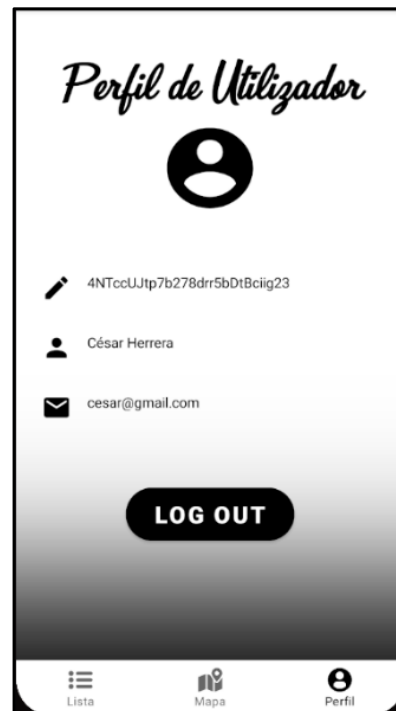 Perfil de Utilizador
4NTccUJtp7b278drr5bDtBciig23
César Herrera
cesar@gmail.com
LOG OUT
Lista
Mapa
Perfil